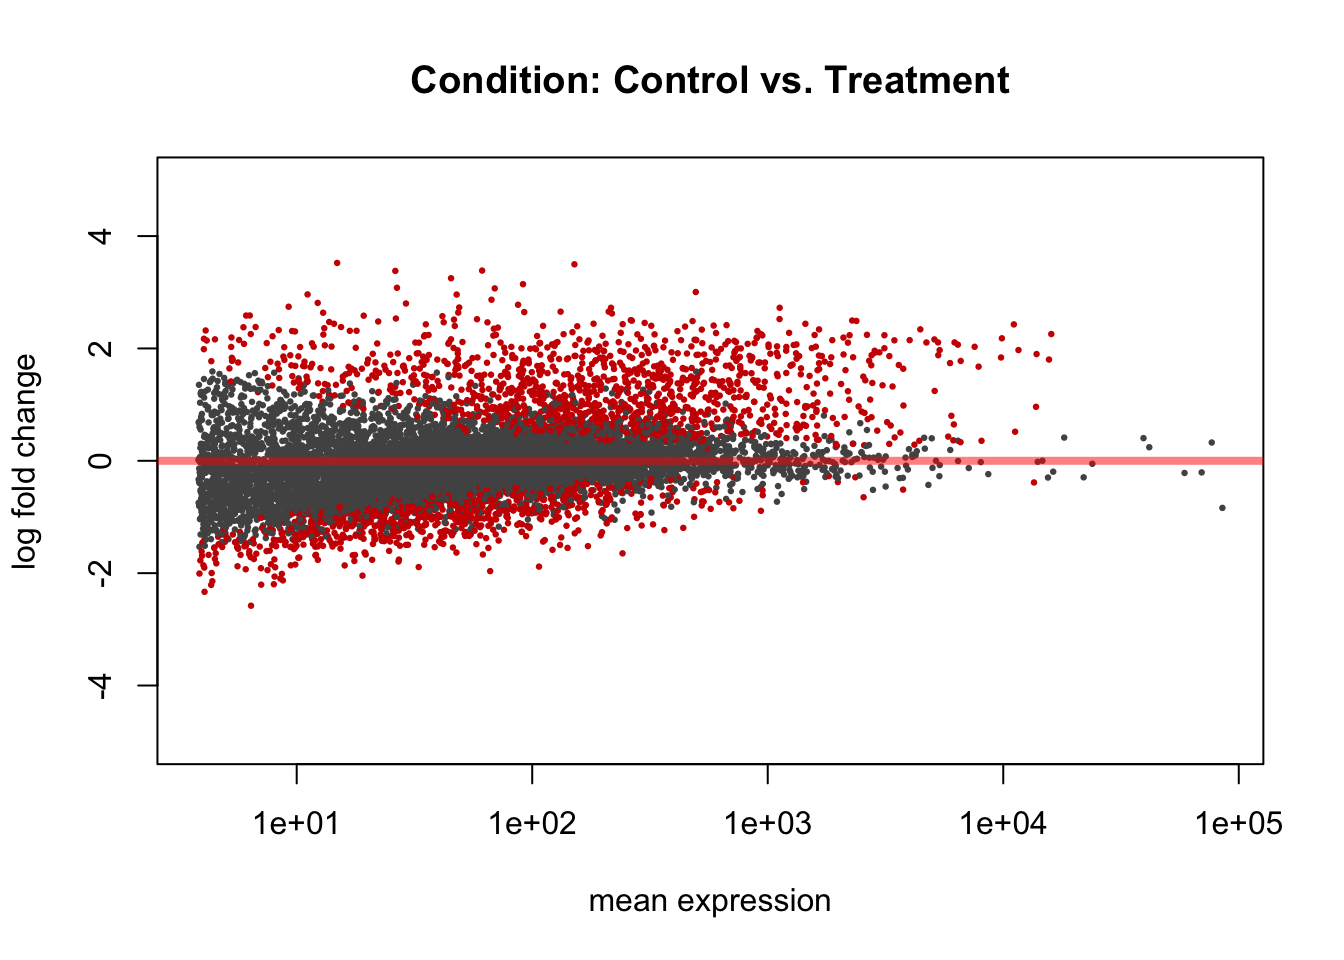 Condition: Control vs. Treatment
log fold change
4
2
0
-2
-4
1e+01 1e+02 1e+03 1e+04 1e+05
mean expression